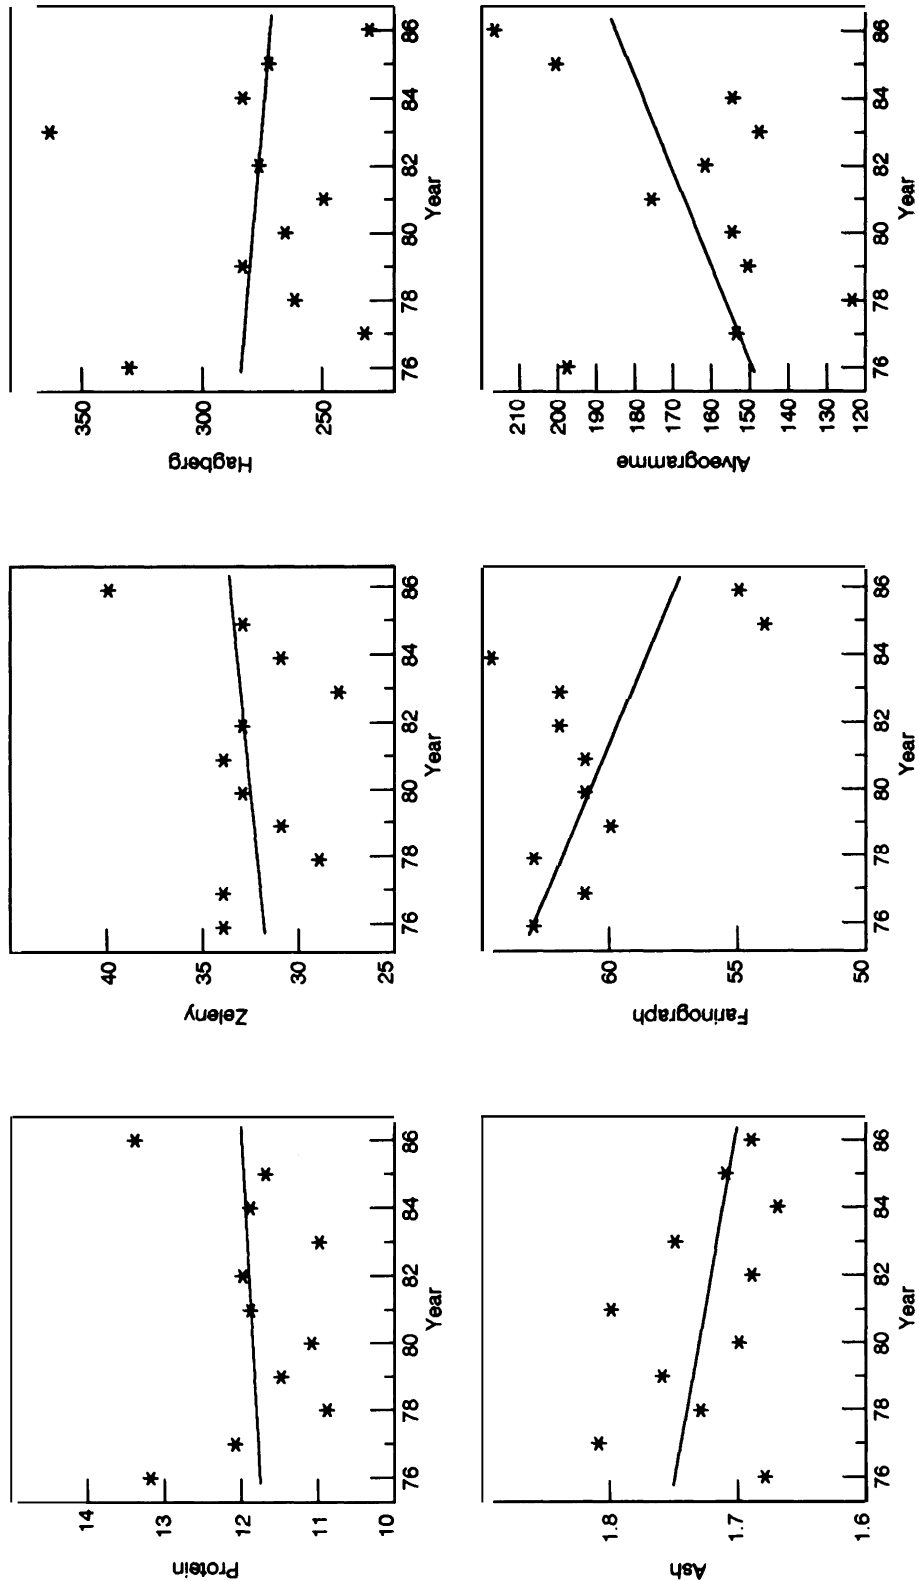 Protein
14
13
12
11
10
76 78 80 82 84 86
Year
Zeleny
40
35
30
25
76 78 80 82 84 86
Year
Hagberg
350
300
250
76 78 80 82 84 86
Year
Ash
1.8
1.7
1.6
76 78 80 82 84 86
Year
Farinograph
60
55
50
76 78 80 82 84 86
Year
Alveogramme
210
200
190
180
170
160
150
140
130
120
76 78 80 82 84 86
Year